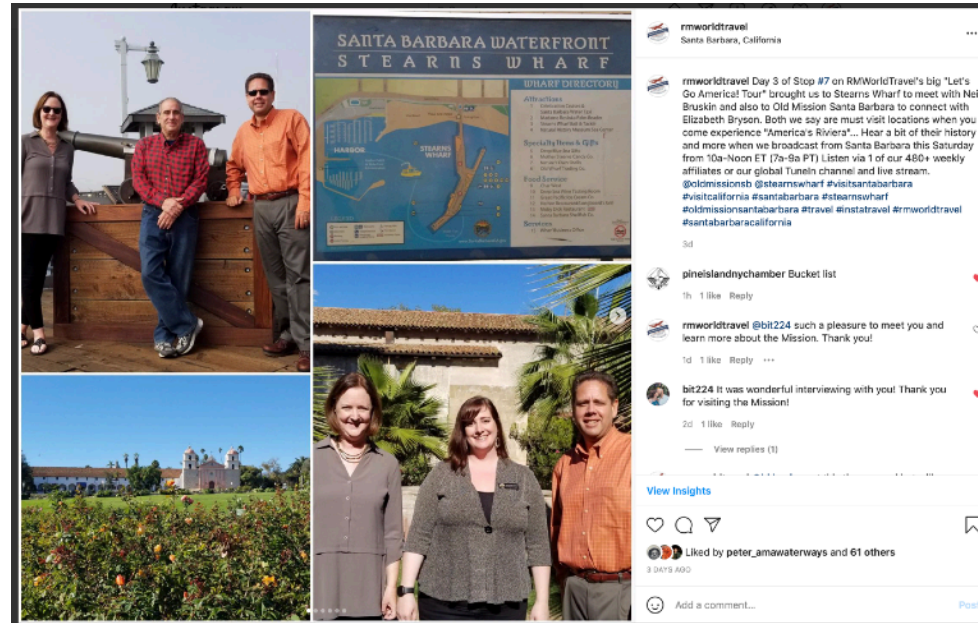 SANTA BARBARA WATERFRONT
STEARNS WHARF
WHARF DIRECTORY
Attractions
HARBOR
STEARNS
WHARF
Specialty Items & Gifts
Food Service
Services
rmworldtravel
Santa Barbara, California
rmworldtravel Day 3 of Stop #7 on RMWorldTravel's big "Let's
Go America! Tour" brought us to Stearns Wharf to meet with
Bruskin and also to Old Mission Santa Barbara to connect with
Elizabeth Bryson. Both we say are must visit locations when you
come experience "America's Riviera"... Hear a bit of their history
and more when we broadcast from Santa Barbara this Saturday
from 10a-Noon ET (7a-9a PT) Listen via 1 of our 480+ weekly
affiliates or our global TuneIn channel and live stream.
@oldmissionsb @stearnswharf #visitsantabarbara
#visitcalifornia #santabarbara #stearnswharf
#oldmissionsantabarbara #travel #instatravel #rmworldtravel
#santabarbaracalifornia
3d
pineislandnychamber Bucket list
1h 1 like Reply
rmworldtravel @bit224 such a pleasure to meet you and
learn more about the Mission. Thank you!
1d 1 like Reply
bit224 It was wonderful interviewing with you! Thank you
for visiting the Mission!
2d 1 like Reply
View replies (1)
View Insights
Liked by peter_amawaterways and 61 others
3 DAYS AGO
Add a comment...
Post